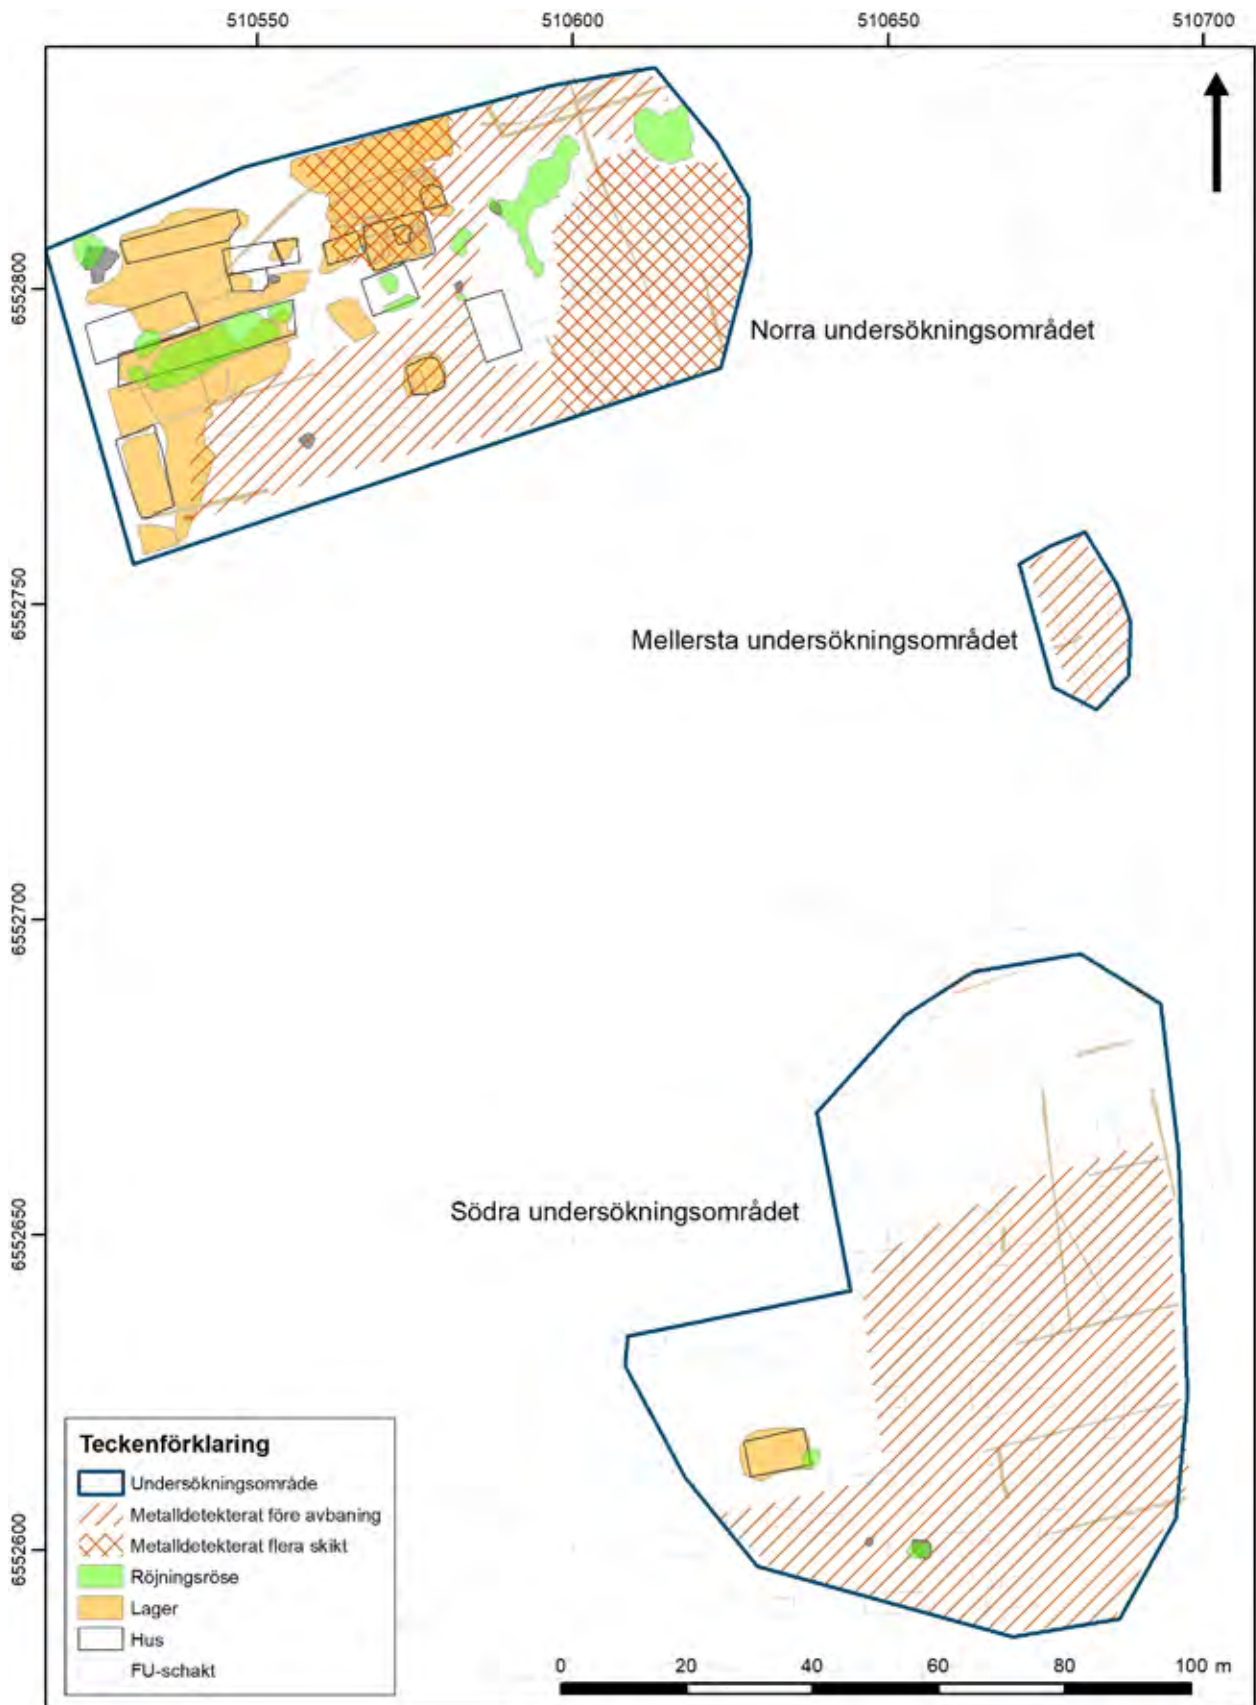 510550 510600 510650 510700
6552800
Norra undersökningsområdet
6552750
Mellersta undersökningsområdet
6552700
Södra undersökningsområdet
6552650
6552600
Teckenförklaring
Undersökningsområde
Metalldetekterat före avbaning
Metalldetekterat flera skikt
Röjningsröse
Lager
Hus
FU-schakt
0 20 40 60 80 100 m